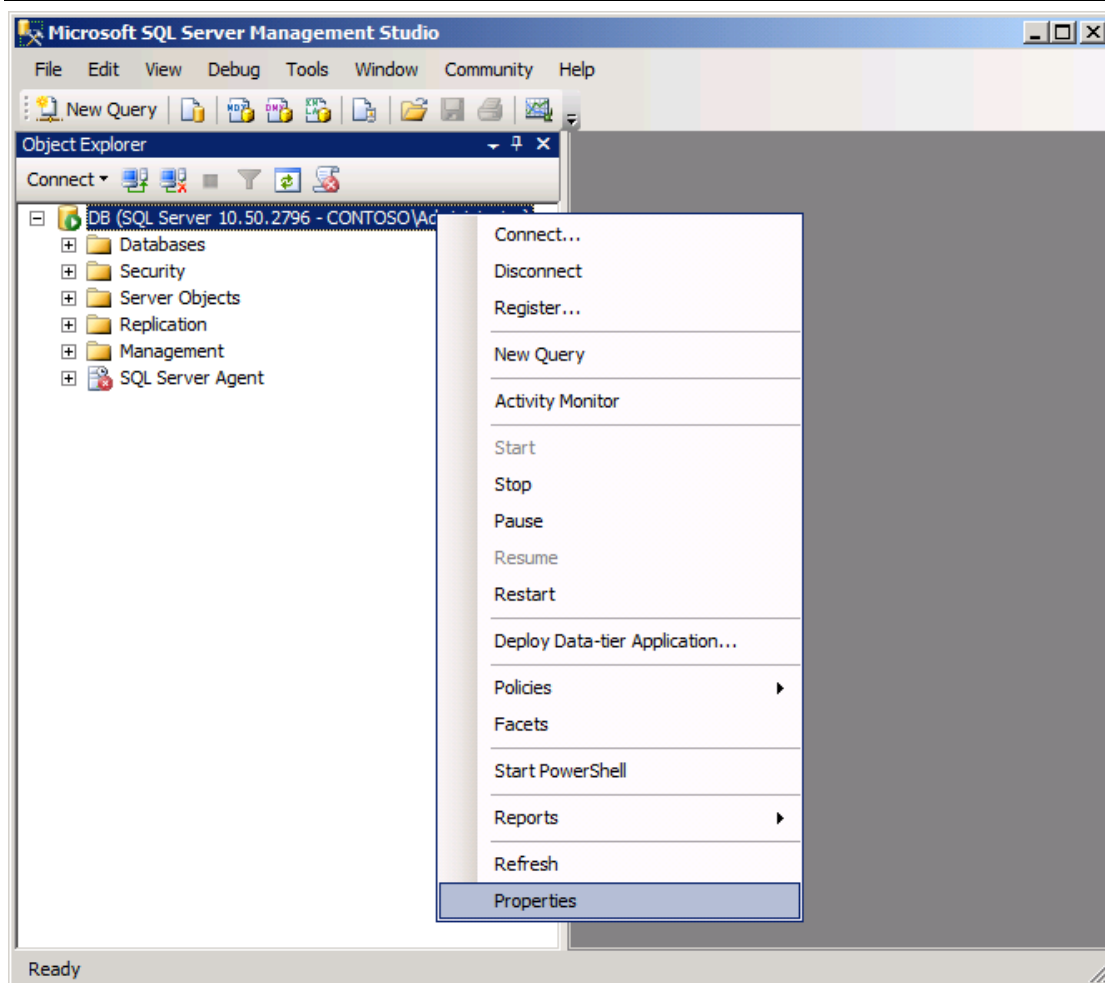 Microsoft SQL Server Management Studio
File Edit View Debug Tools Window Community Help
New Query
Object Explorer
Connect
DB (SQL Server 10.50.2796 - CONTOSO\
Databases
Security
Server Objects
Replication
Management
SQL Server Agent
Connect...
Disconnect
Register...
New Query
Activity Monitor
Start
Stop
Pause
Resume
Restart
Deploy Data-tier Application...
Policies
Facets
Start PowerShell
Reports
Refresh
Properties
Ready